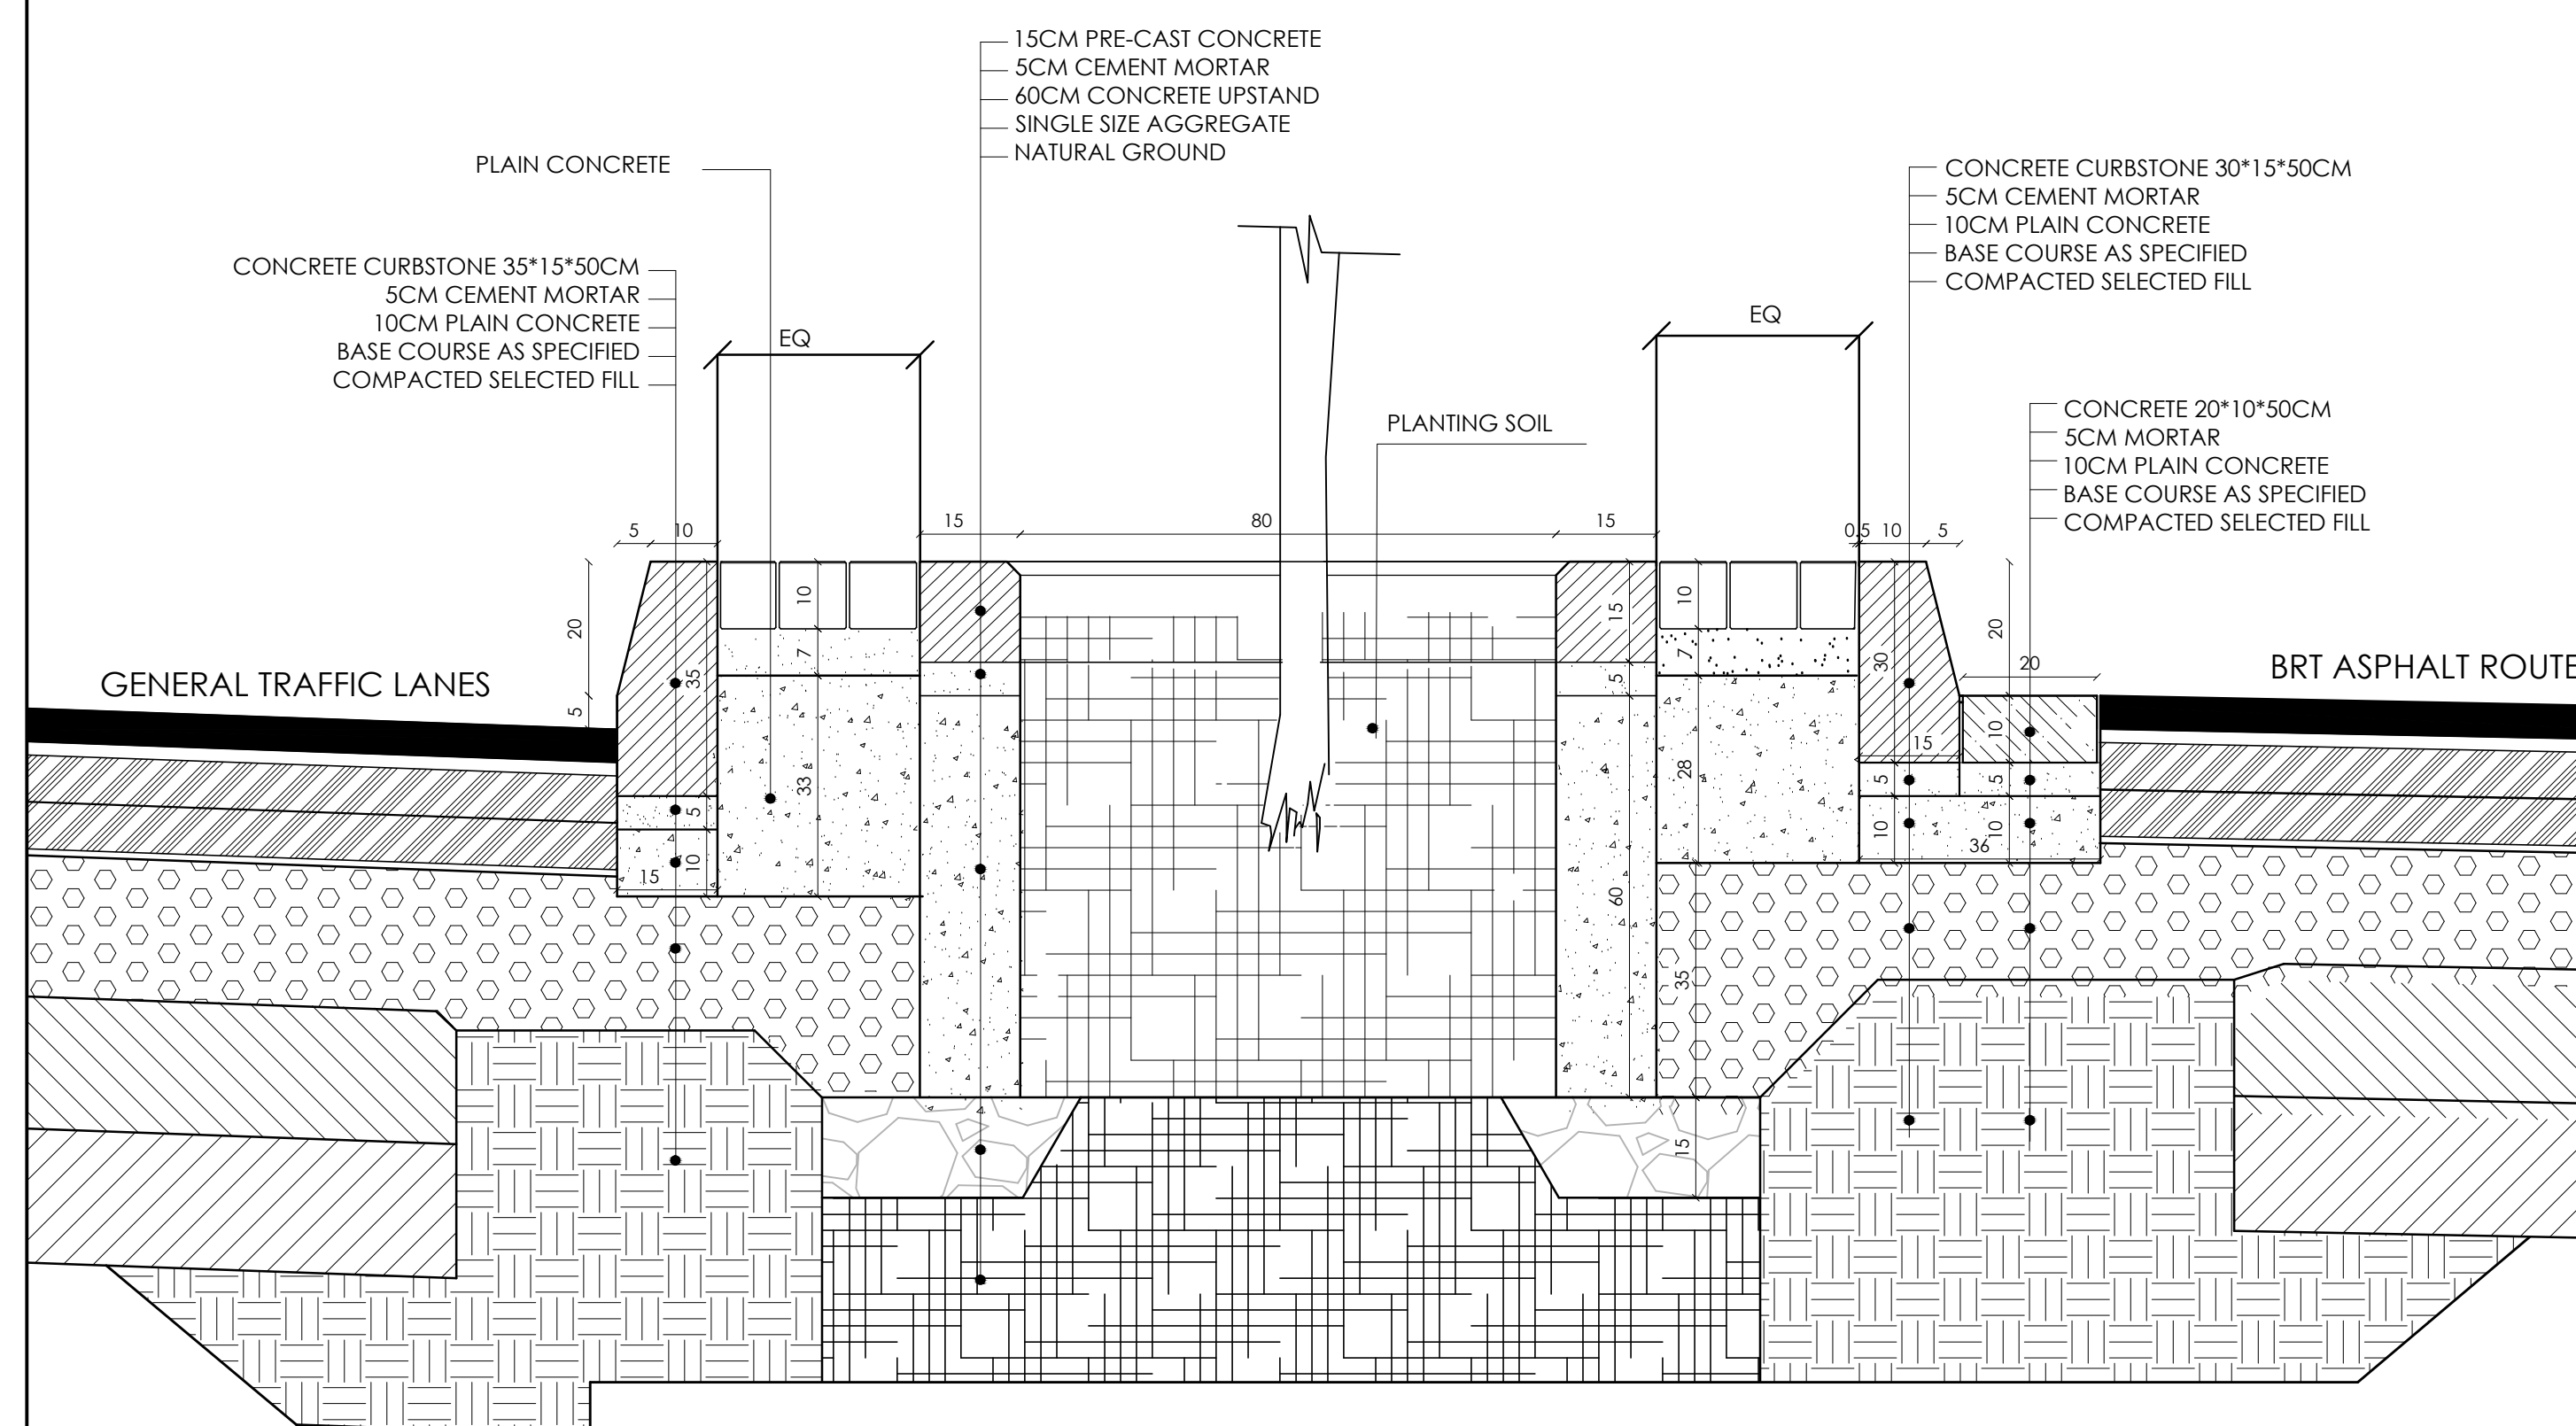 15CM PRE-CAST CONCRETE
5CM CEMENT MORTAR
60CM CONCRETE UPSTAND
SINGLE SIZE AGGREGATE
NATURAL GROUND
PLAIN CONCRETE
CONCRETE CURBSTONE 35*15*50CM
5CM CEMENT MORTAR
10CM PLAIN CONCRETE
BASE COURSE AS SPECIFIED
COMPACTED SELECTED FILL
CONCRETE CURBSTONE 30*15*50CM
5CM CEMENT MORTAR
10CM PLAIN CONCRETE
BASE COURSE AS SPECIFIED
COMPACTED SELECTED FILL
EQ
EQ
PLANTING SOIL
CONCRETE 20*10*50CM
5CM MORTAR
10CM PLAIN CONCRETE
BASE COURSE AS SPECIFIED
COMPACTED SELECTED FILL
5 10
15
80
15
0.5 10 5
20
5
35
5
10
15
10
7
33
15
5
60
10
7
28
35
15
30
15
5
10
20
20
10
5
10
36
GENERAL TRAFFIC LANES
BRT ASPHALT ROUTE